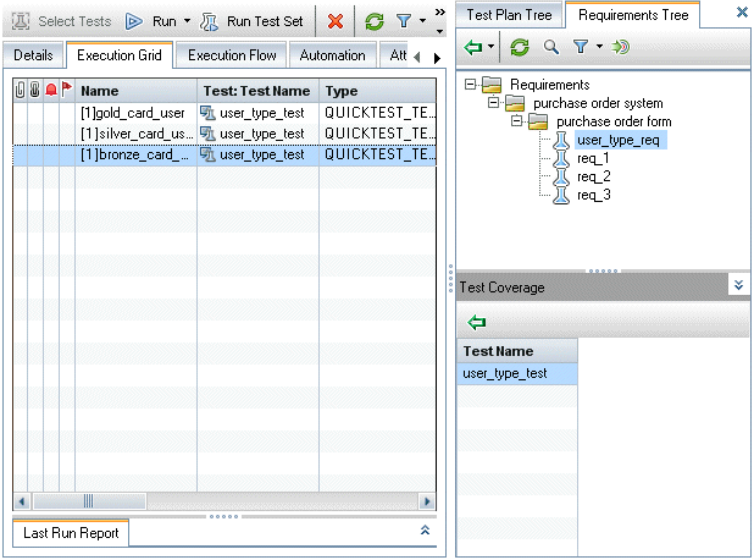 Select Tests Run Run Test Set »
Details Execution Grid Execution Flow Automation Att
Name Test: Test Name Type
[1]gold_card_user user_type_test QUICKTEST_TE...
[1]silver_card_us... user_type_test QUICKTEST_TE...
[1]bronze_card_... user_type_test QUICKTEST_TE...
Last Run Report
Test Plan Tree Requirements Tree
Requirements
purchase order system
purchase order form
user_type_req
req_1
req_2
req_3
Test Coverage
Test Name
user_type_test